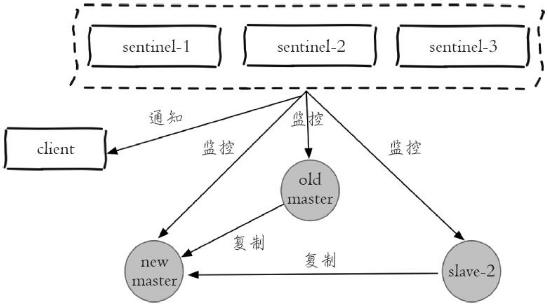 sentinel-1
sentinel-2
sentinel-3
通知
监控
client
监控
监控
old
master
复制
new
master
复制
slave-2